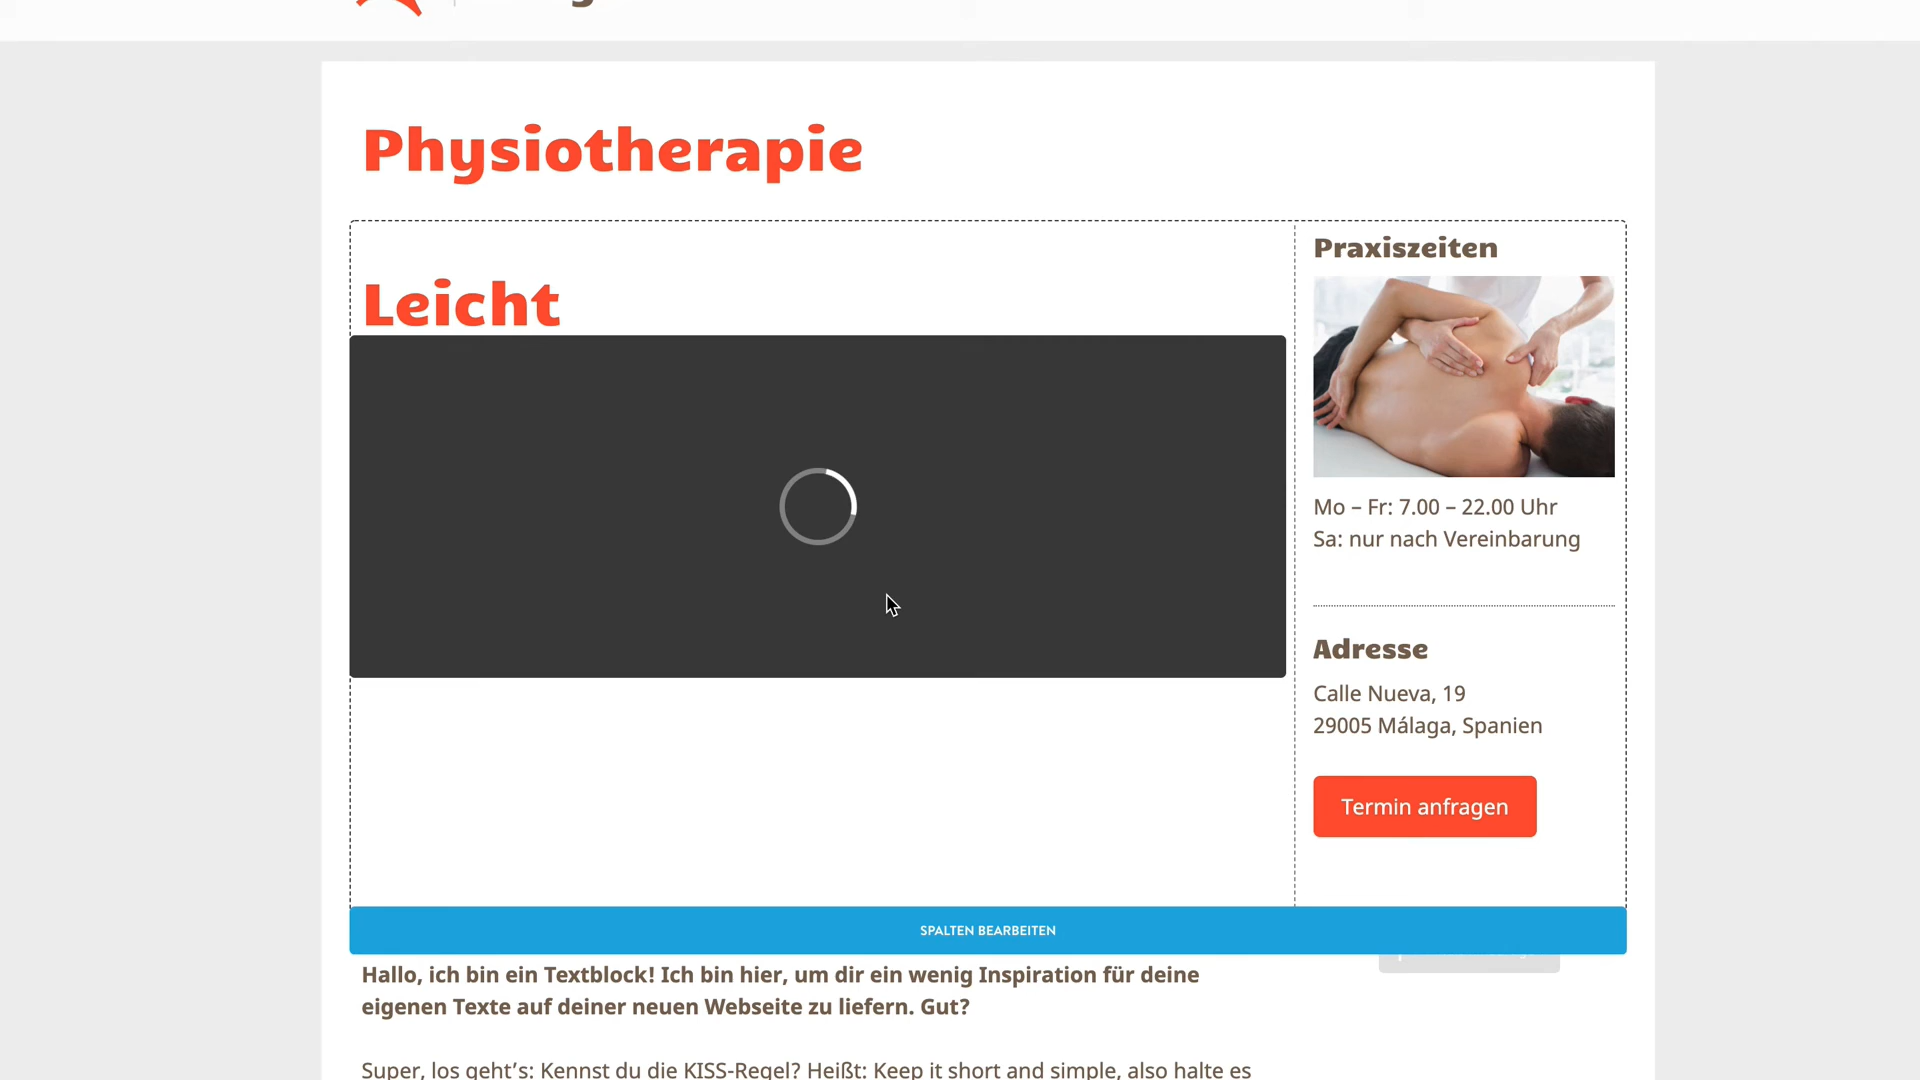 Physiotherapie
Leicht
Praxiszeiten
Mo – Fr: 7.00 – 22.00 Uhr
Sa: nur nach Vereinbarung
Adresse
Calle Nueva, 19
29005 Málaga, Spanien
Termin anfragen
SPALTEN BEARBEITEN
Hallo, ich bin ein Textblock! Ich bin hier, um dir ein wenig Inspiration für deine
eigenen Texte auf deiner neuen Webseite zu liefern. Gut?
Super, los geht’s: Kennst du die KISS-Regel? Heißt: Keep it short and simple, also halte es